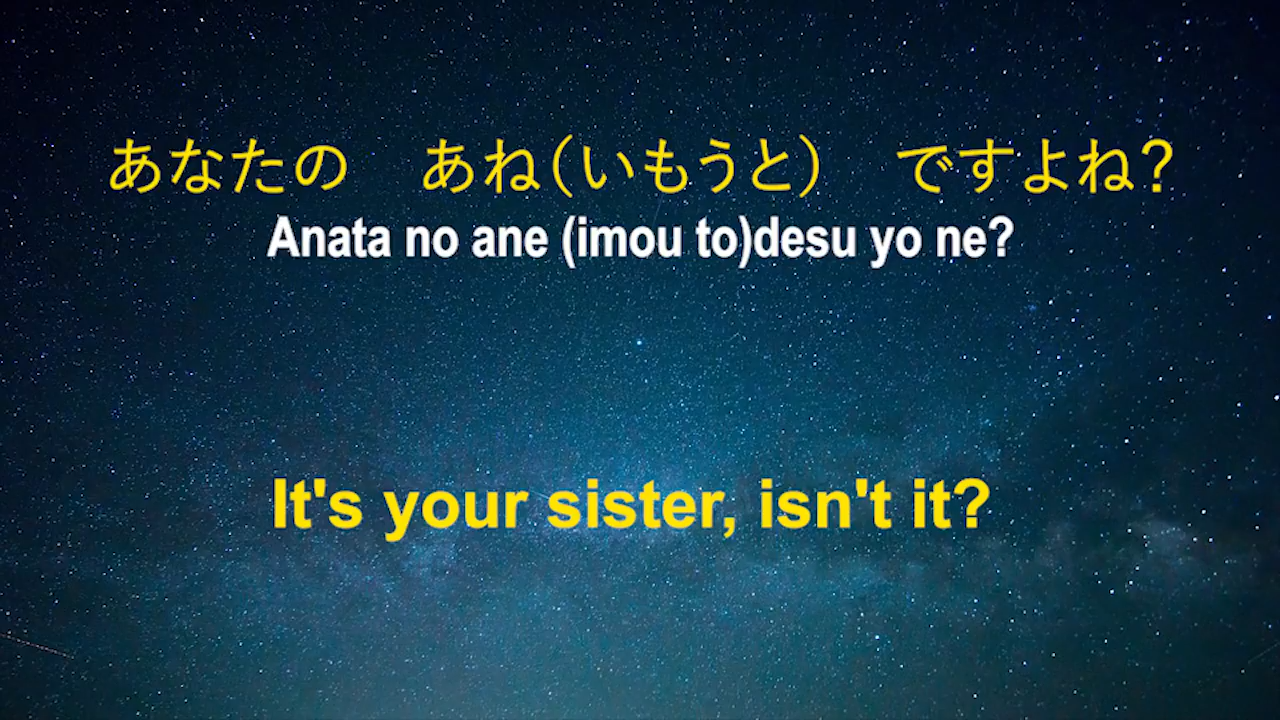 あなたの　あね（いもうと）　ですよね？
Anata no ane (imou to)desu yo ne?
It's your sister, isn't it?